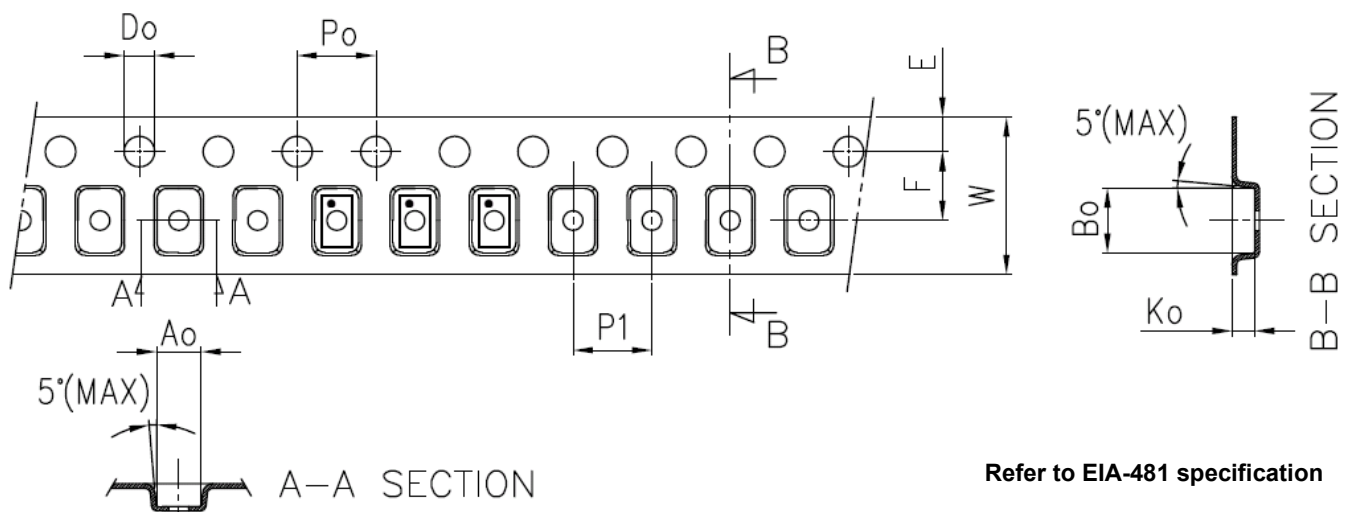 Do
Po
B
E
5°(MAX)
F
W
Bo
B-B SECTION
A
A
Ko
P1
B
Ao
5°(MAX)
A-A SECTION
Refer to EIA-481 specification